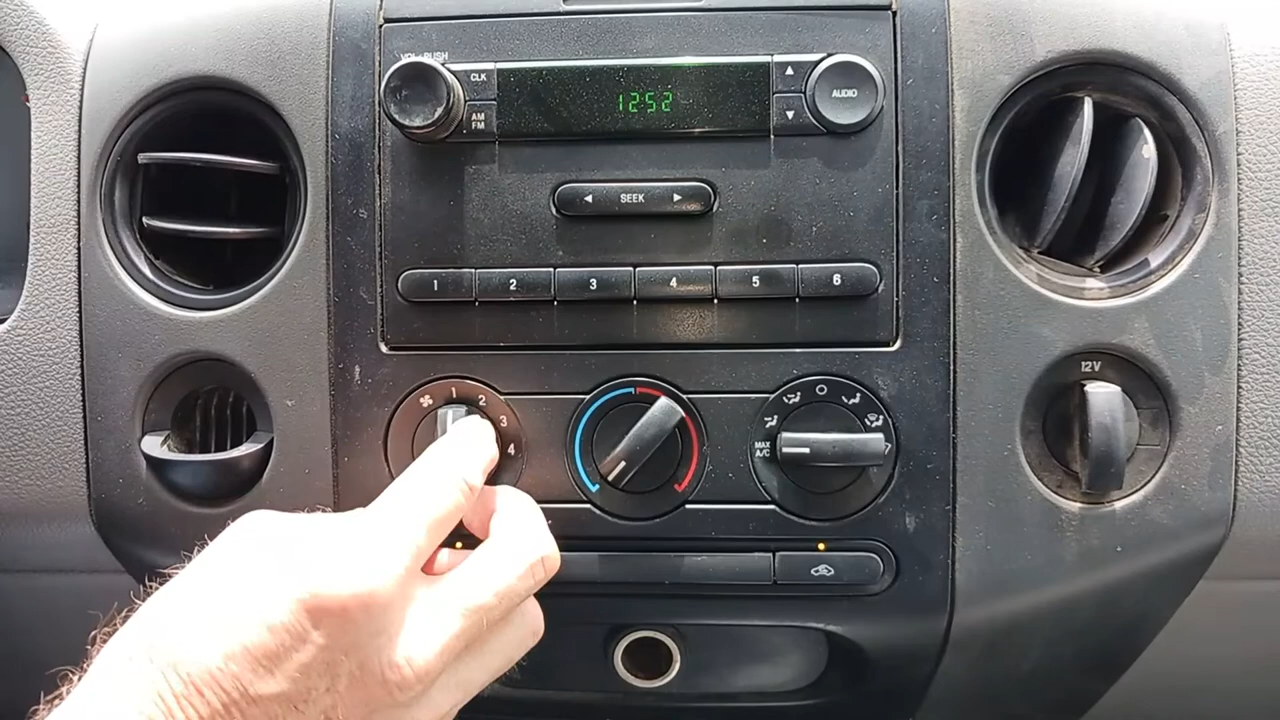 VOL - PUSH
CLK
AM
FM
12:52
AUDIO
SEEK
1 2 3 4 5 6
12V
1 2 3 4
MAX
A/C